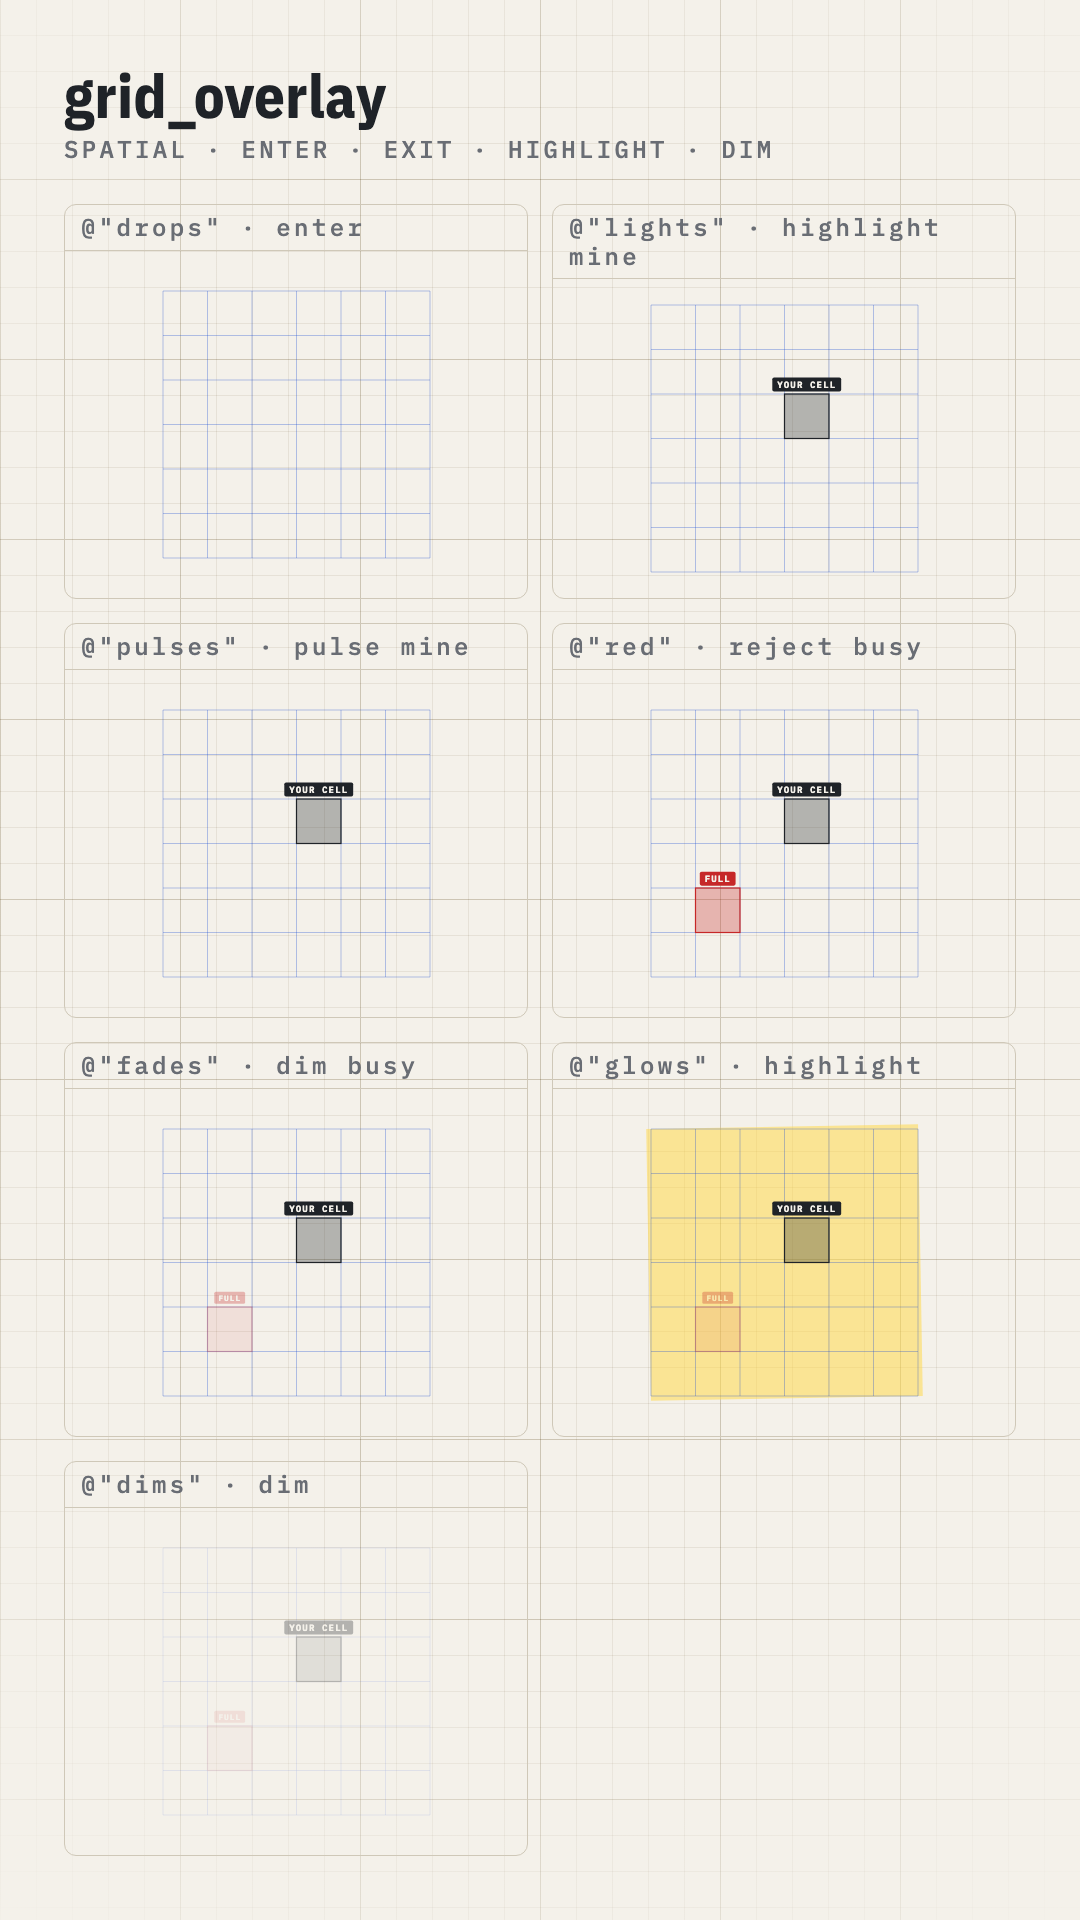 grid_overlay
SPATIAL · ENTER · EXIT · HIGHLIGHT · DIM
@"drops" · enter
@"lights" · highlight
mine
YOUR CELL
@"pulses" · pulse mine
YOUR CELL
@"red" · reject busy
YOUR CELL
FULL
@"fades" · dim busy
YOUR CELL
FULL
@"glows" · highlight
YOUR CELL
FULL
@"dims" · dim
YOUR CELL
FULL